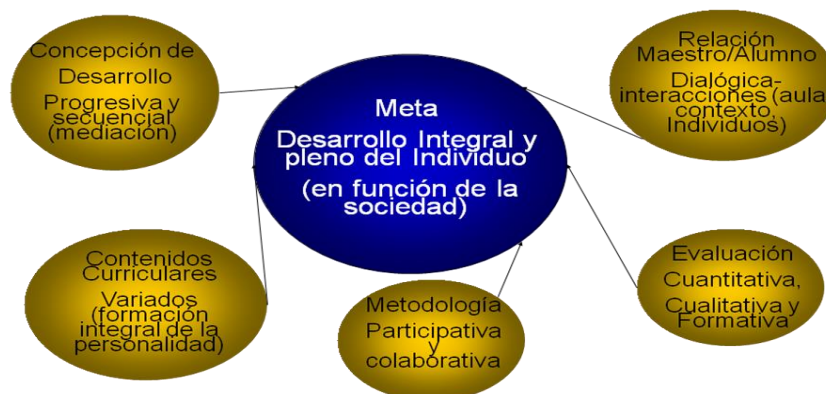 Concepción de
Desarrollo
Progresiva y
secuencial
(mediación)
Meta
Desarrollo Integral y
pleno del Individuo
(en función de la
sociedad)
Relación
Maestro/Alumno
Dialógica-
interacciones (aula
contexto,
Individuos)
Contenidos
Curriculares
Variados
(formación
integral de la
personalidad)
Metodología
Participativa
y
colaborativa
Evaluación
Cuantitativa,
Cualitativa y
Formativa